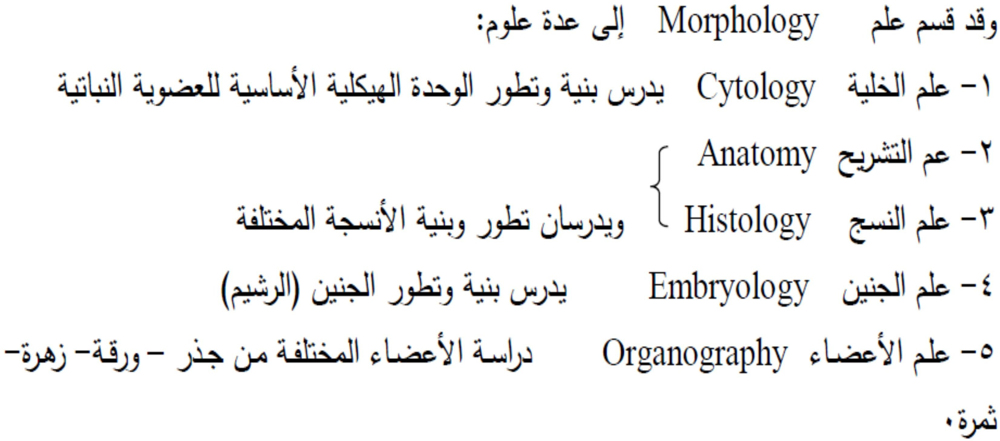 وقد قسم علم Morphology إلى عدة علوم:
١- علم الخلية Cytology يدرس بنية وتطور الوحدة الهيكلية الأساسية للعضوية النباتية
٢- عم التشريح Anatomy
٣- علم النسج Histology ويدرسان تطور وبنية الأنسجة المختلفة
٤- علم الجنين Embryology يدرس بنية وتطور الجنين (الرشيم)
٥- علم الأعضاء Organography دراسة الأعضاء المختلفة من جذر – ورقة- زهرة-
ثمرة٠